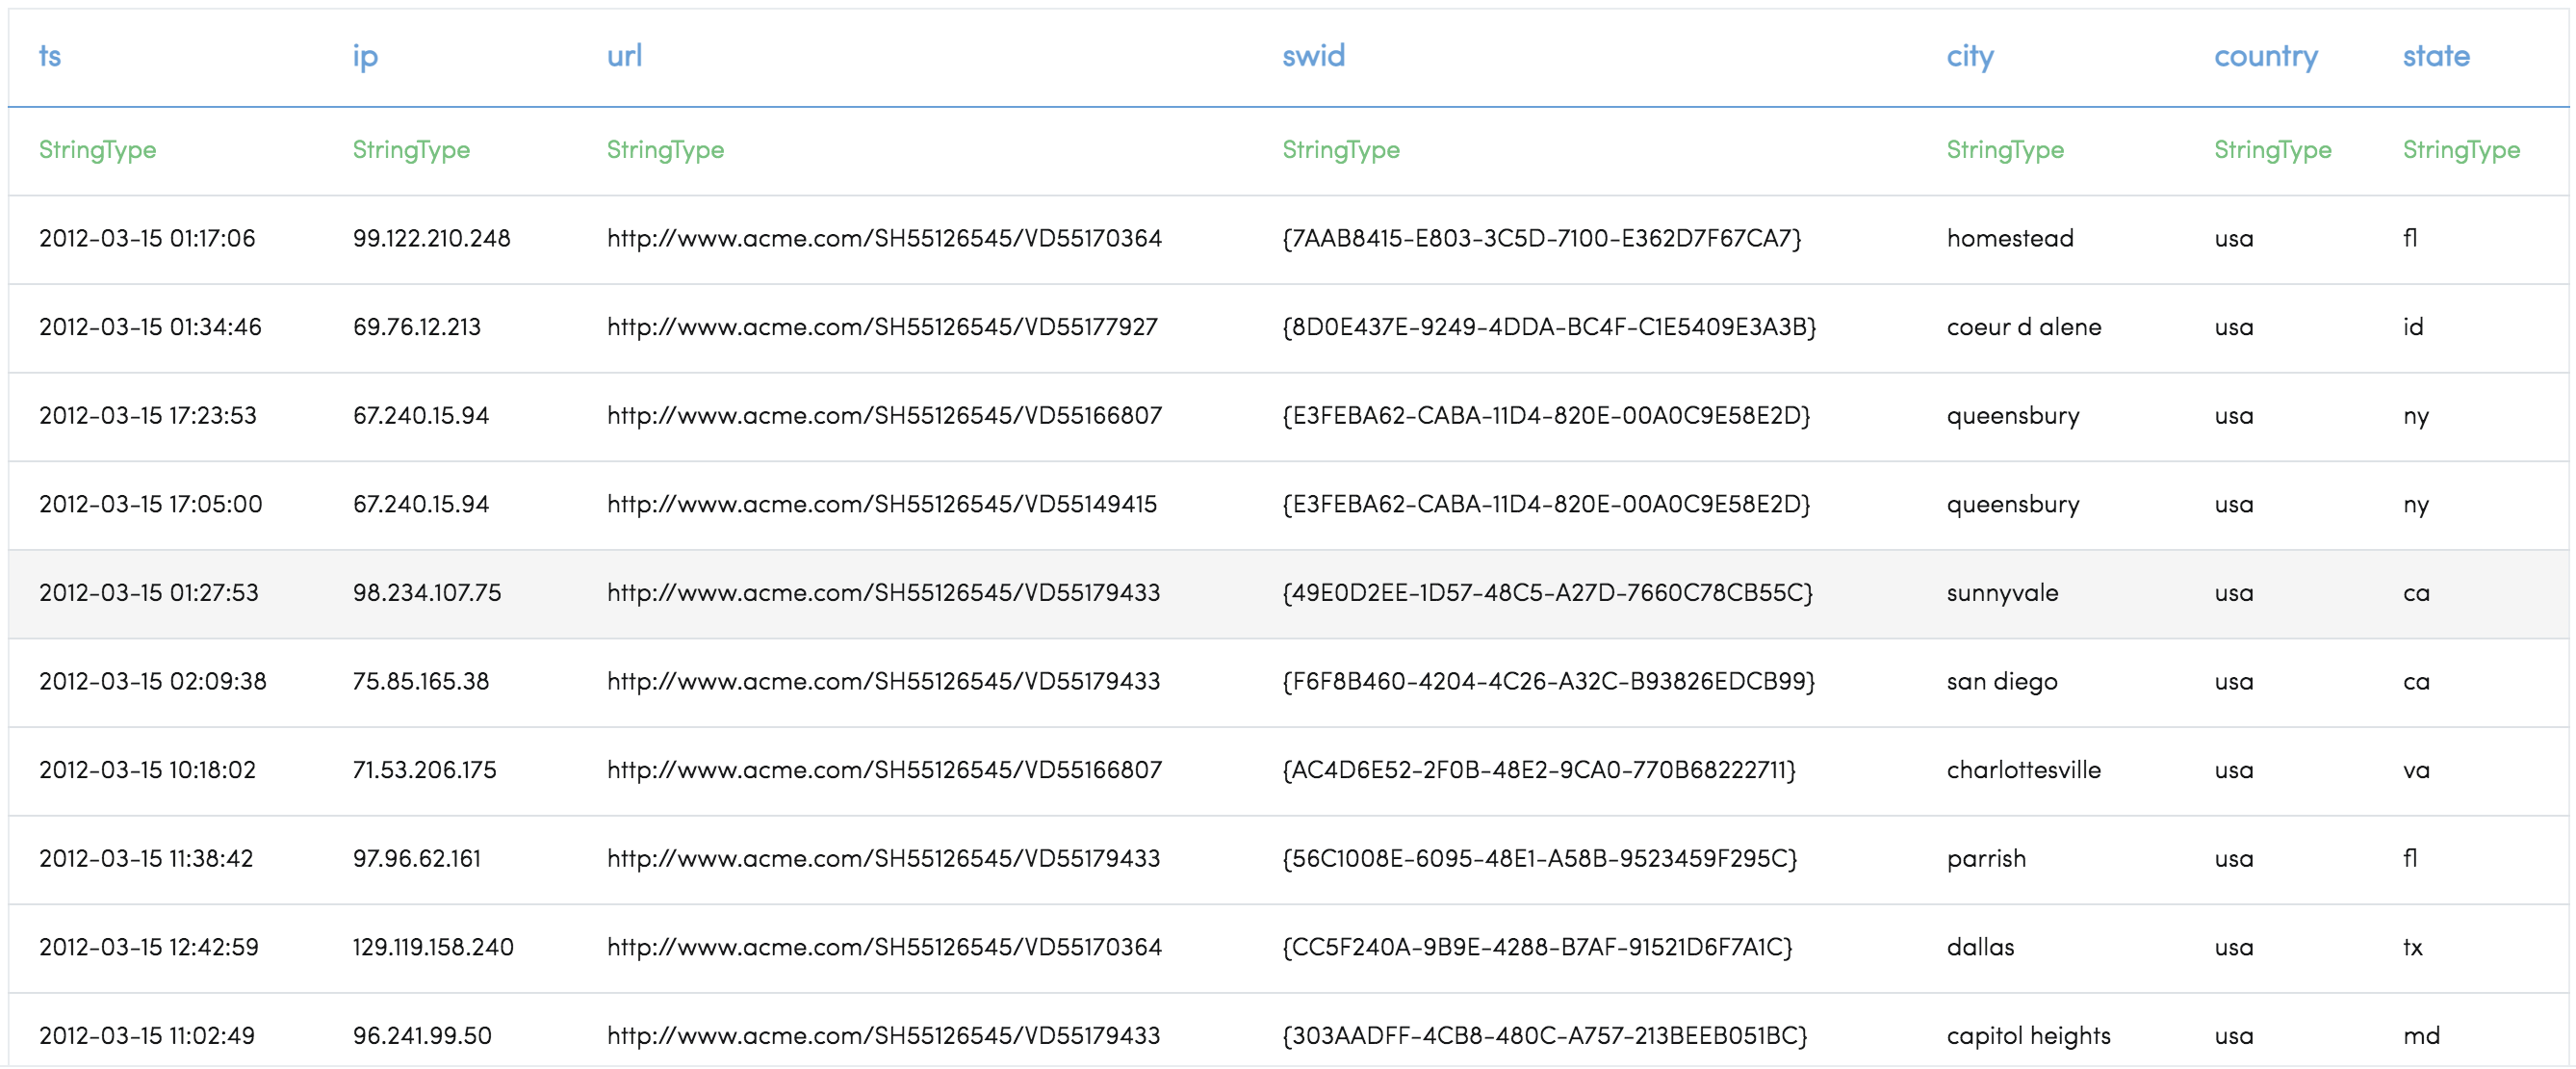 ts ip url swid city country state
StringType StringType StringType StringType StringType StringType StringType
2012-03-15 01:17:06 99.122.210.248 http://www.acme.com/SH55126545/VD55170364 {7AAB8415-E803-3C5D-7100-E362D7F67CA7} homestead usa fl
2012-03-15 01:34:46 69.76.12.213 http://www.acme.com/SH55126545/VD55177927 {8D0E437E-9249-4DDA-BC4F-C1E5409E3A3B} coeur d alene usa id
2012-03-15 17:23:53 67.240.15.94 http://www.acme.com/SH55126545/VD55166807 {E3FEBA62-CABA-11D4-820E-00A0C9E58E2D} queensbury usa ny
2012-03-15 17:05:00 67.240.15.94 http://www.acme.com/SH55126545/VD55149415 {E3FEBA62-CABA-11D4-820E-00A0C9E58E2D} queensbury usa ny
2012-03-15 01:27:53 98.234.107.75 http://www.acme.com/SH55126545/VD55179433 {49E0D2EE-1D57-48C5-A27D-7660C78CB55C} sunnyvale usa ca
2012-03-15 02:09:38 75.85.165.38 http://www.acme.com/SH55126545/VD55179433 {F6F8B460-4204-4C26-A32C-B93826EDCB99} san diego usa ca
2012-03-15 10:18:02 71.53.206.175 http://www.acme.com/SH55126545/VD55166807 {AC4D6E52-2F0B-48E2-9CA0-770B68222711} charlottesville usa va
2012-03-15 11:38:42 97.96.62.161 http://www.acme.com/SH55126545/VD55179433 {56C1008E-6095-48E1-A58B-9523459F295C} parrish usa fl
2012-03-15 12:42:59 129.119.158.240 http://www.acme.com/SH55126545/VD55170364 {CC5F240A-9B9E-4288-B7AF-91521D6F7A1C} dallas usa tx
2012-03-15 11:02:49 96.241.99.50 http://www.acme.com/SH55126545/VD55179433 {303AADFF-4CB8-480C-A757-213BEEB051BC} capitol heights usa md